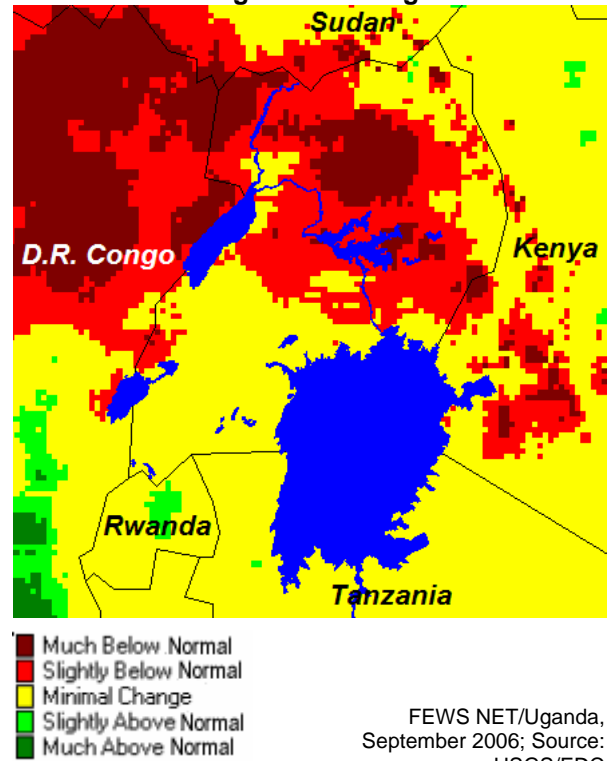 Sudan
D.R. Congo
Kenya
Rwanda
Tanzania
Much Below Normal
Slightly Below Normal
Minimal Change
Slightly Above Normal
Much Above Normal
FEWS NET/Uganda,
September 2006; Source: